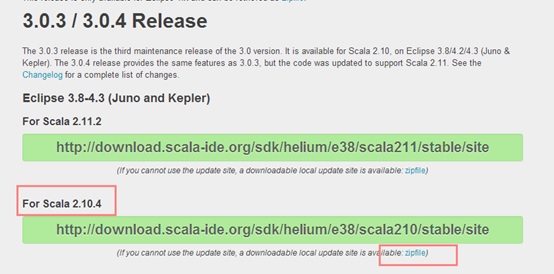 3.0.3 / 3.0.4 Release
The 3.0.3 release is the third maintenance release of the 3.0 version. It is available for Scala 2.10, on Eclipse 3.8/4.2/4.3 (Juno &
Kepler). The 3.0.4 release provides the same features as 3.0.3, but the code was updated to support Scala 2.11. See the
Changelog for a complete list of changes.
Eclipse 3.8-4.3 (Juno and Kepler)
For Scala 2.11.2
http://download.scala-ide.org/sdk/helium/e38/scala211/stable/site
(If you cannot use the update site, a downloadable local update site is available: zipfile)
For Scala 2.10.4
http://download.scala-ide.org/sdk/helium/e38/scala210/stable/site
(If you cannot use the update site, a downloadable local update site is available: zipfile)